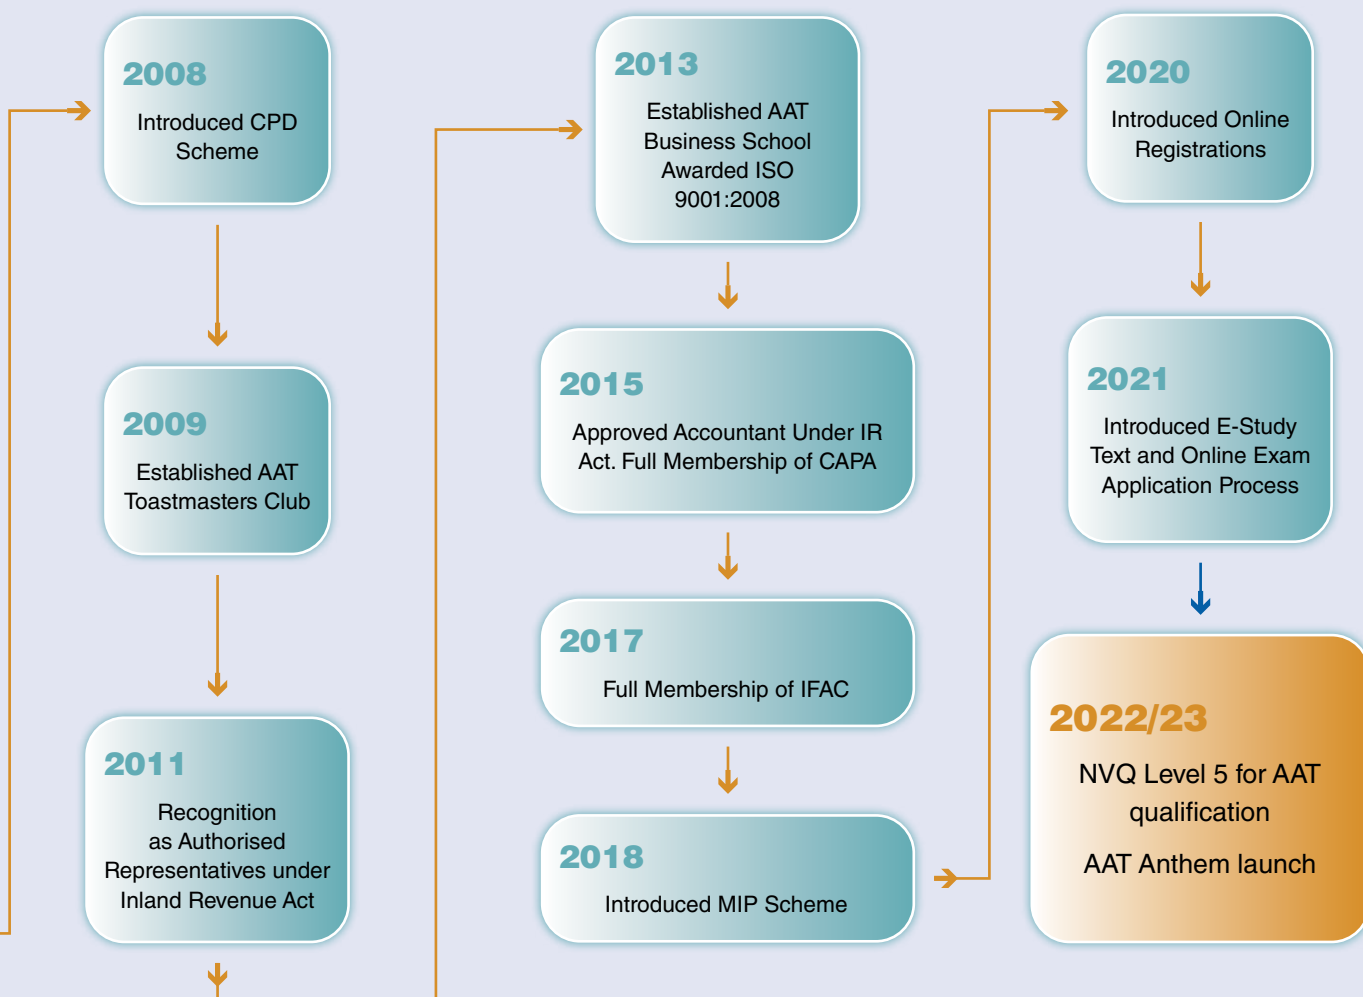 2008
Introduced CPD
Scheme
2009
Established AAT
Toastmasters Club
2011
Recognition
as Authorised
Representatives under
Inland Revenue Act
2013
Established AAT
Business School
Awarded ISO
9001:2008
2015
Approved Accountant Under IR
Act. Full Membership of CAPA
2017
Full Membership of IFAC
2018
Introduced MIP Scheme
2020
Introduced Online
Registrations
2021
Introduced E-Study
Text and Online Exam
Application Process
2022/23
NVQ Level 5 for AAT
qualification
AAT Anthem launch